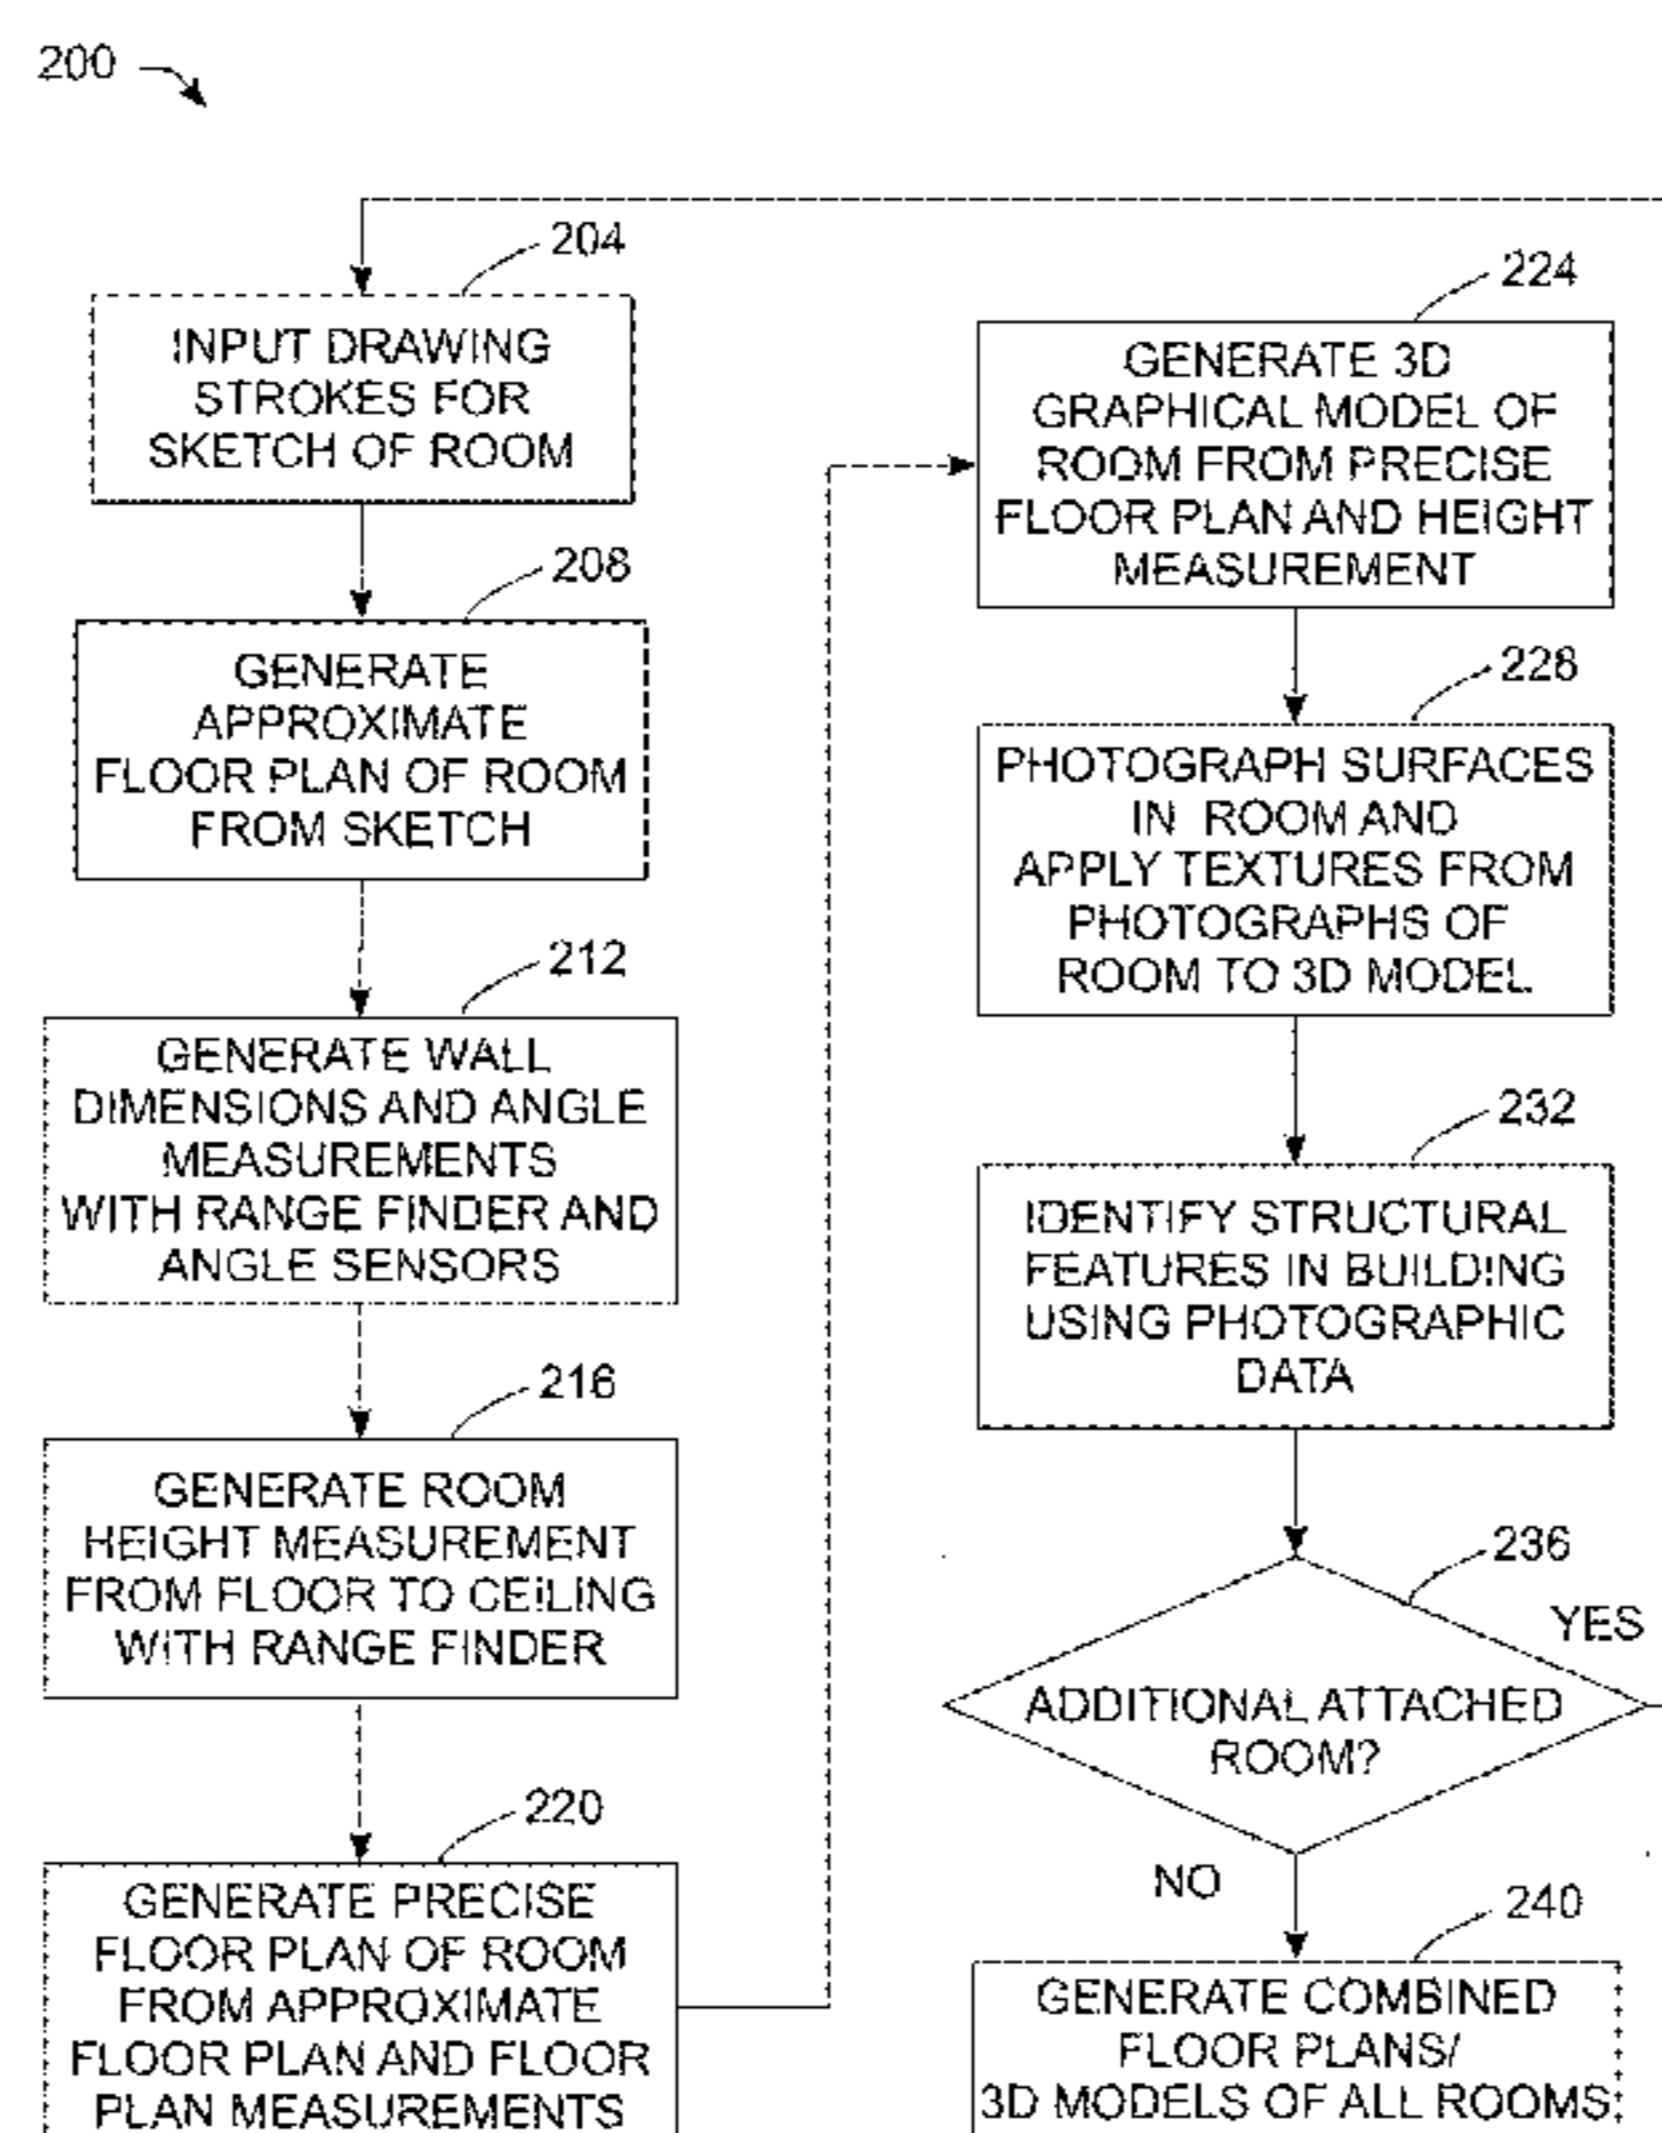 200
204
INPUT DRAWING
STROKES FOR
SKETCH OF ROOM
208
GENERATE
APPROXIMATE
FLOOR PLAN OF ROOM
FROM SKETCH
212
GENERATE WALL
DIMENSIONS AND ANGLE
MEASUREMENTS
WITH RANGE FINDER AND
ANGLE SENSORS
216
GENERATE ROOM
HEIGHT MEASUREMENT
FROM FLOOR TO CEILING
WITH RANGE FINDER
220
GENERATE PRECISE
FLOOR PLAN OF ROOM
FROM APPROXIMATE
FLOOR PLAN AND FLOOR
PLAN MEASUREMENTS
224
GENERATE 3D
GRAPHICAL MODEL OF
ROOM FROM PRECISE
FLOOR PLAN AND HEIGHT
MEASUREMENT
228
PHOTOGRAPH SURFACES
IN ROOM AND
APPLY TEXTURES FROM
PHOTOGRAPHS OF
ROOM TO 3D MODEL
232
IDENTIFY STRUCTURAL
FEATURES IN BUILDING
USING PHOTOGRAPHIC
DATA
236
YES
ADDITIONAL ATTACHED
ROOM?
NO
240
GENERATE COMBINED
FLOOR PLANS/
3D MODELS OF ALL ROOMS